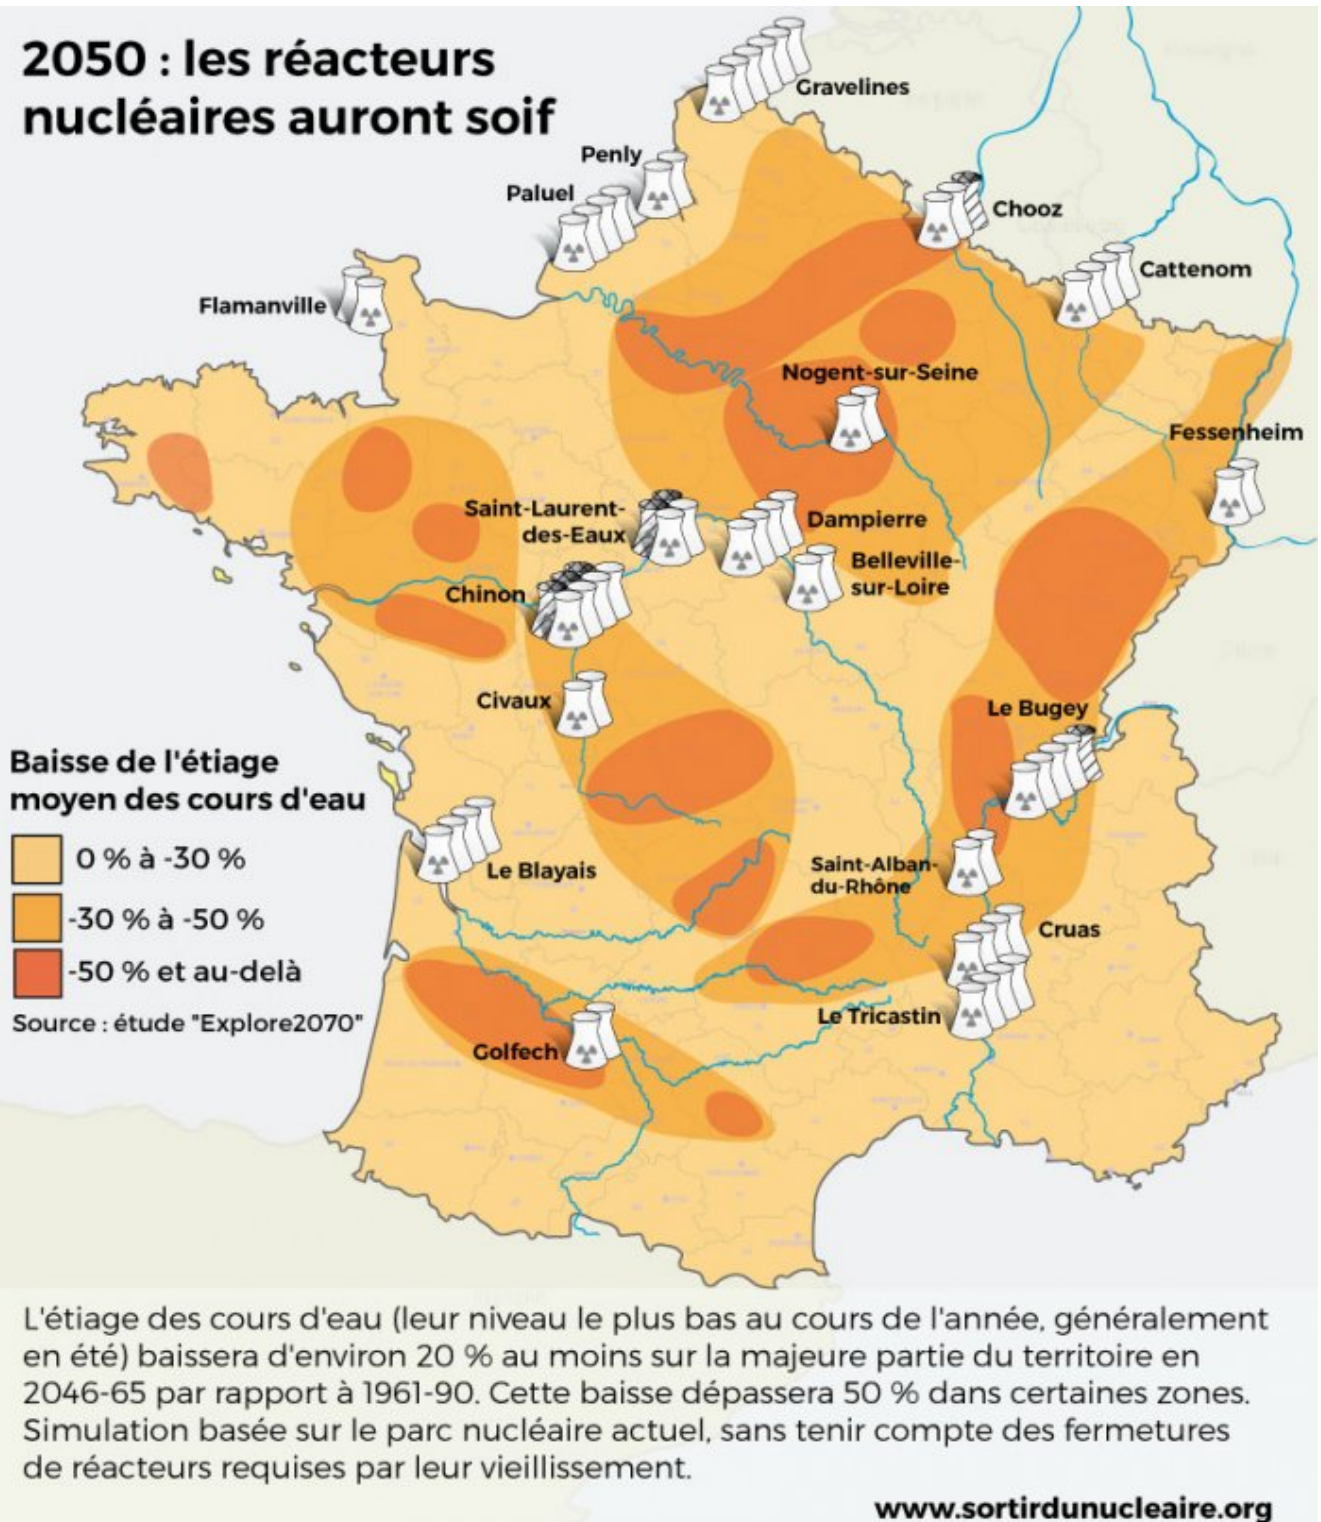 2050 : les réacteurs
nucléaires auront soif
Gravelines
Penly
Paluel
Chooz
Cattenom
Flamanville
Nogent-sur-Seine
Fessenheim
Saint-Laurent-
des-Eaux
Dampierre
Belleville-
sur-Loire
Chinon
Civaux
Le Bugey
Baisse de l'étiage
moyen des cours d'eau
0 % à -30 %
-30 % à -50 %
-50 % et au-delà
Source : étude "Explore2070"
Le Blayais
Saint-Alban-
du-Rhône
Cruas
Le Tricastin
Golfech
L'étiage des cours d'eau (leur niveau le plus bas au cours de l'année, généralement
en été) baissera d'environ 20 % au moins sur la majeure partie du territoire en
2046-65 par rapport à 1961-90. Cette baisse dépassera 50 % dans certaines zones.
Simulation basée sur le parc nucléaire actuel, sans tenir compte des fermetures
de réacteurs requises par leur vieillissement.
www.sortirdunucleaire.org